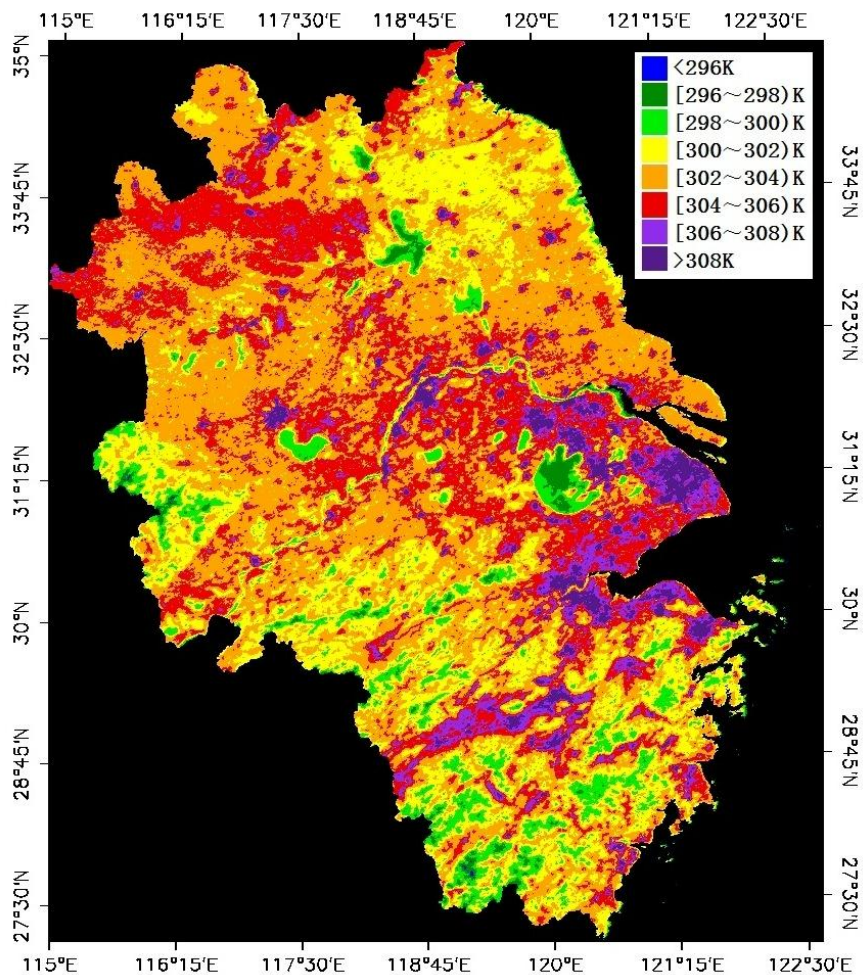 115°E 116°15′E 117°30′E 118°45′E 120°E 121°15′E 122°30′E
35°N
33°45′N
32°30′N
31°15′N
30°N
28°45′N
27°30′N
<296K
[296～298)K
[298～300)K
[300～302)K
[302～304)K
[304～306)K
[306～308)K
>308K
33°45′N
32°30′N
31°15′N
30°N
28°45′N
27°30′N
115°E 116°15′E 117°30′E 118°45′E 120°E 121°15′E 122°30′E